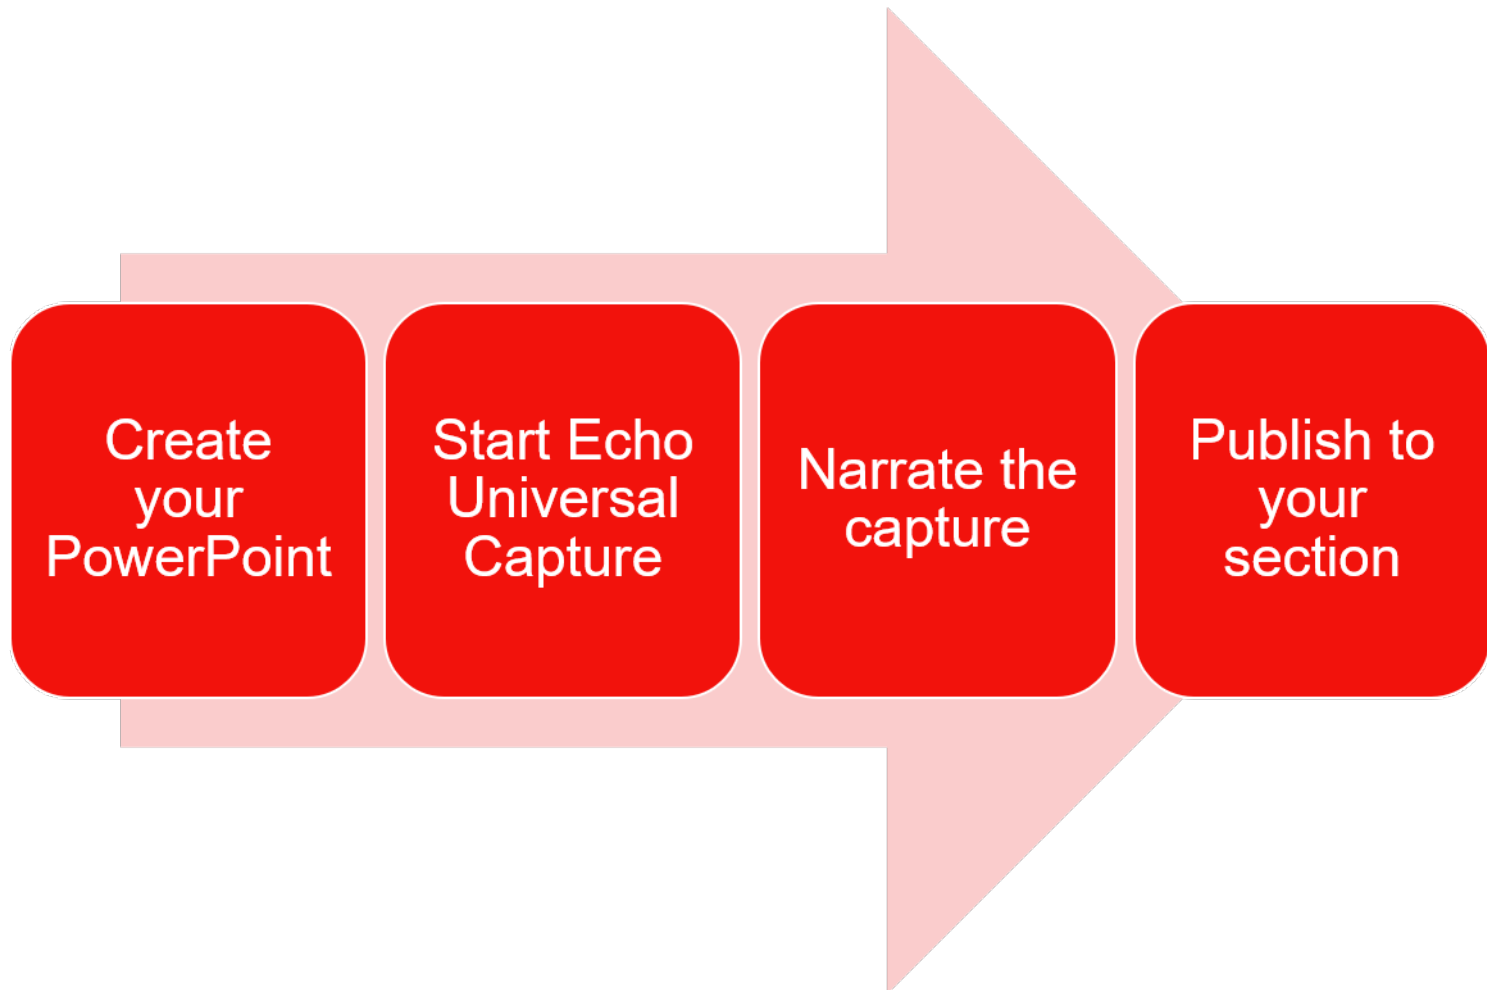 Create
your
PowerPoint
Start Echo
Universal
Capture
Narrate the
capture
Publish to
your
section